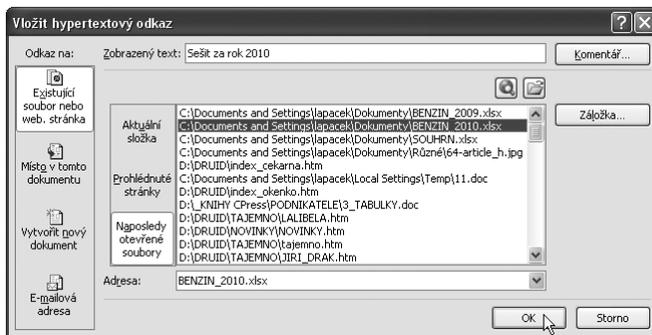 Vložit hypertextový odkaz
Odkaz na:
Zobrazený text: Sešit za rok 2010
Komentář...
Existující
soubor nebo
web. stránka
Místo v tomto
dokumentu
Vytvořit nový
dokument
E-mailová
adresa
Aktuální
složka
Prohlédnuté
stránky
Naposledy
otevřené
soubory
C:\Documents and Settings\lapacek\Dokumenty\BENZIN_2009.xlsx
C:\Documents and Settings\lapacek\Dokumenty\BENZIN_2010.xlsx
C:\Documents and Settings\lapacek\Dokumenty\SOUHRN.xlsx
C:\Documents and Settings\lapacek\Dokumenty\Různé\64-article_h.jpg
D:\DRUID\index_cekarna.htm
C:\Documents and Settings\lapacek\Local Settings\Temp\11.doc
D:\DRUID\index_okenko.htm
D:\_KNIHY CPress\PODNIKATELE\3_TABULKY.doc
D:\DRUID\TAJEMNO\LALIBELA.htm
D:\DRUID\NOVINKY\NOVINKY.htm
D:\DRUID\TAJEMNO\tajemno.htm
D:\DRUID\TAJEMNO\JIRI_DRAK.htm
Záložka...
Adresa: BENZIN_2010.xlsx
OK
Storno